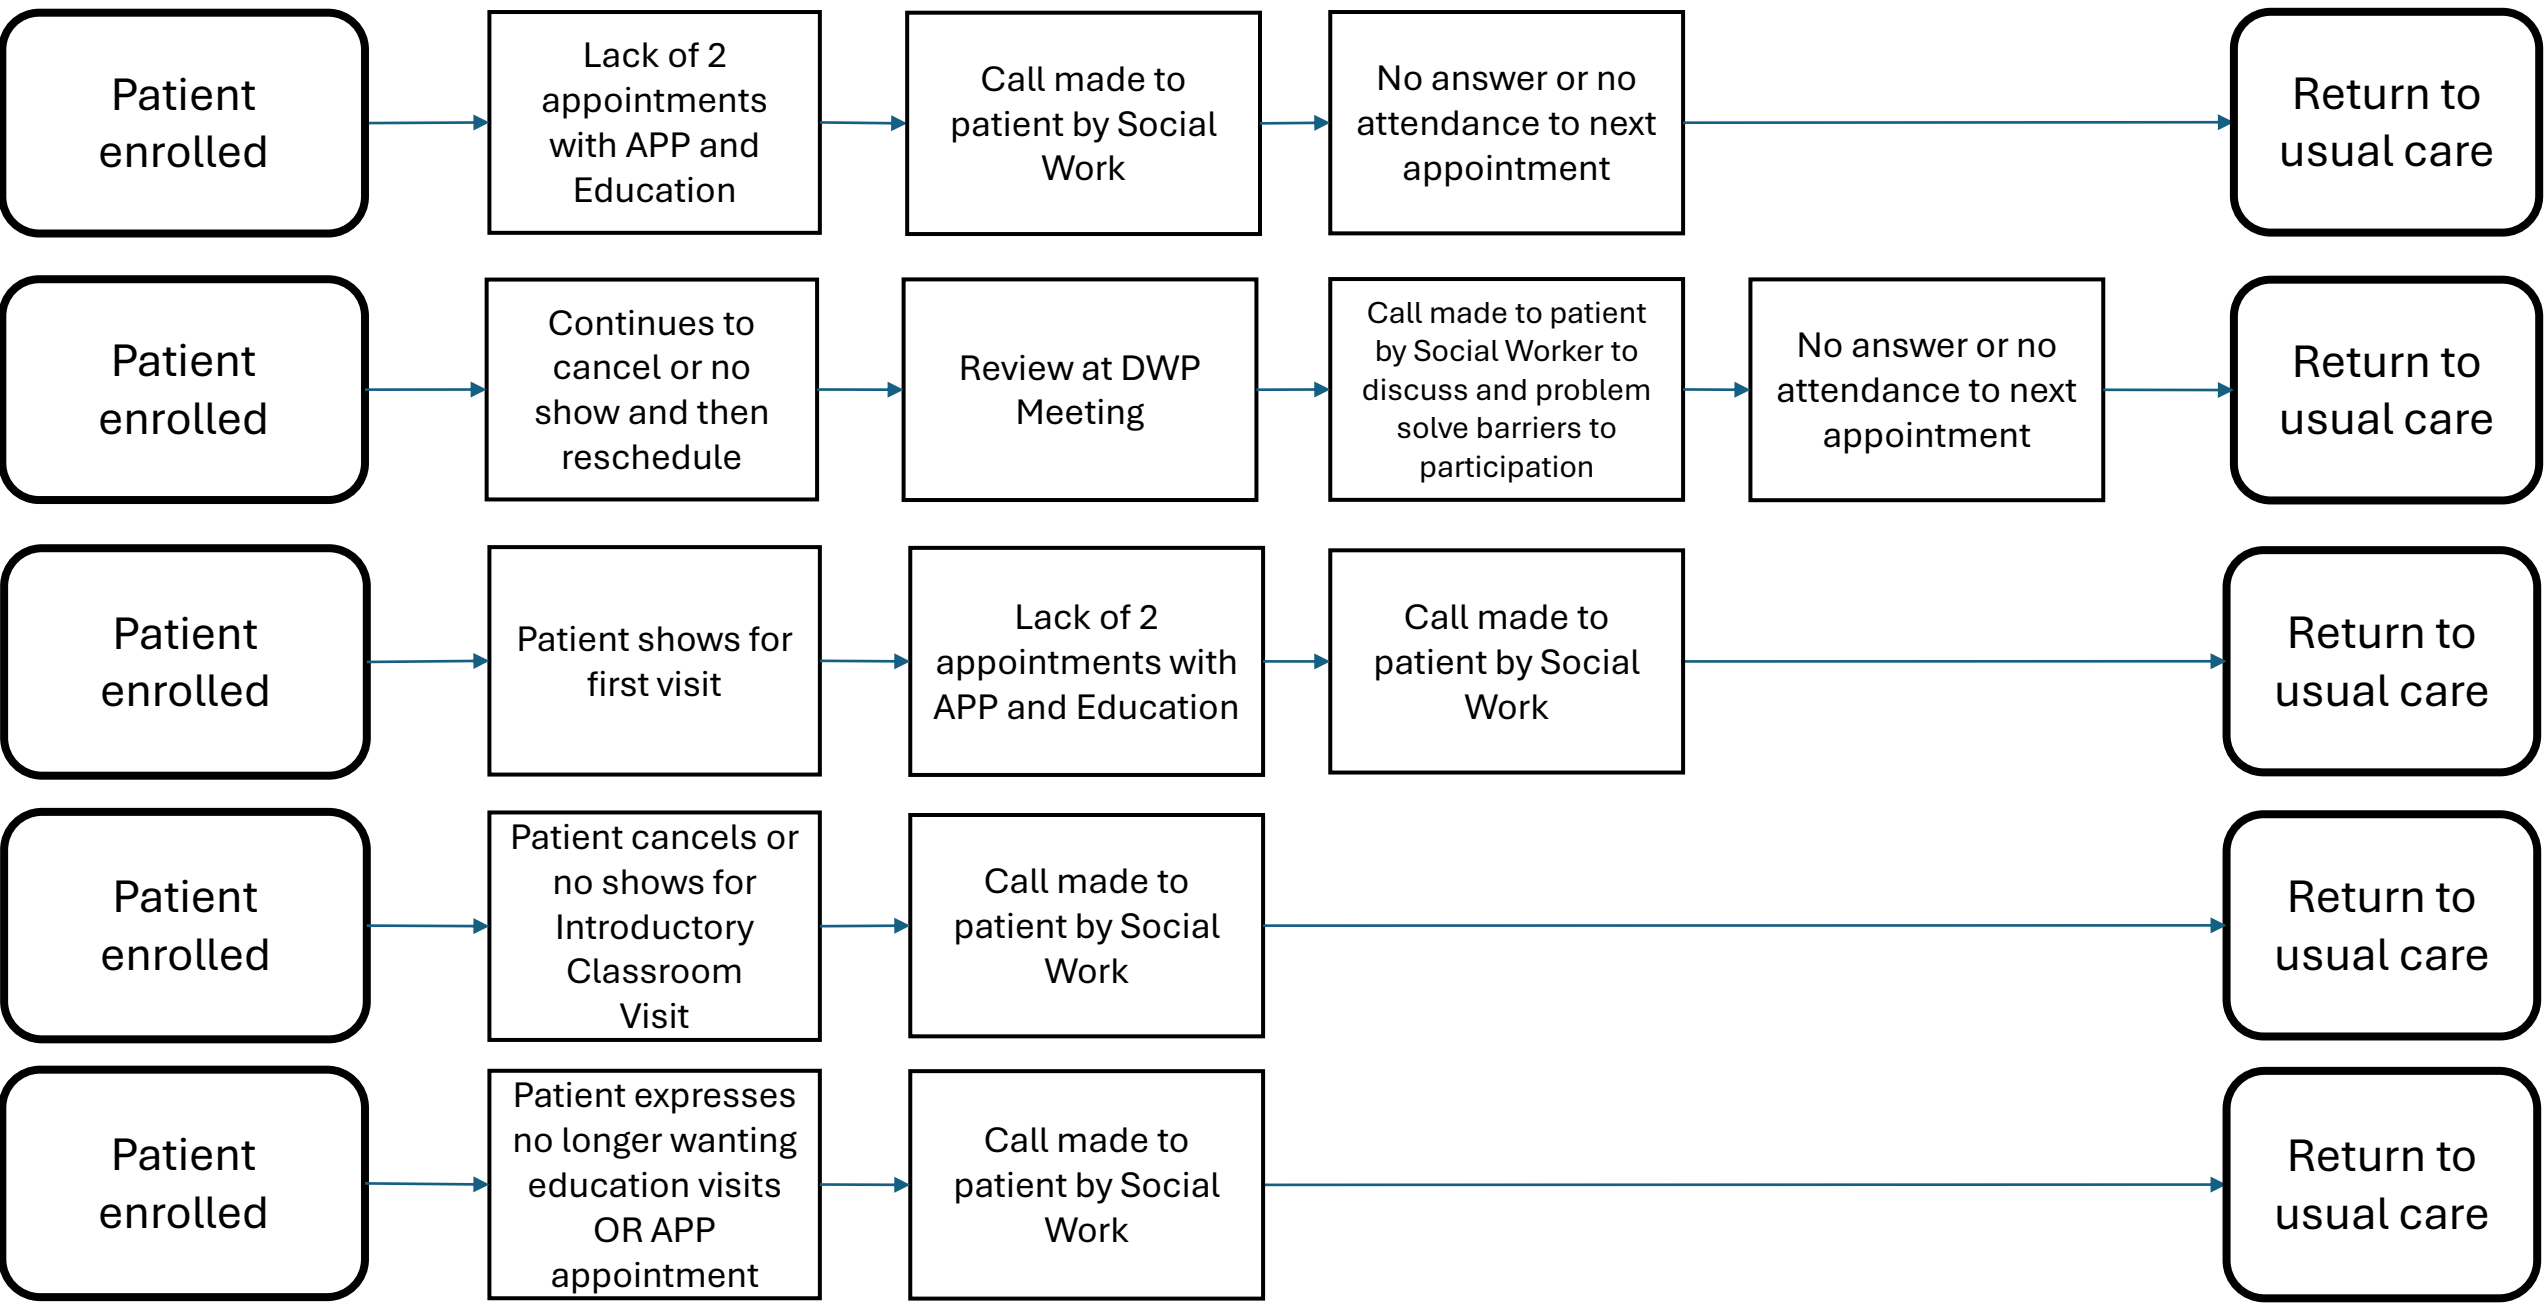 Patient
enrolled
Lack of 2
appointments
with APP and
Education
Call made to
patient by Social
Work
No answer or no
attendance to next
appointment
Return to
usual care
Patient
enrolled
Continues to
cancel or no
show and then
reschedule
Review at DWP
Meeting
Call made to patient
by Social Worker to
discuss and problem
solve barriers to
participation
No answer or no
attendance to next
appointment
Return to
usual care
Patient
enrolled
Patient shows for
first visit
Lack of 2
appointments with
APP and Education
Call made to
patient by Social
Work
Return to
usual care
Patient
enrolled
Patient cancels or
no shows for
Introductory
Classroom
Visit
Call made to
patient by Social
Work
Return to
usual care
Patient
enrolled
Patient expresses
no longer wanting
education visits
OR APP
appointment
Call made to
patient by Social
Work
Return to
usual care